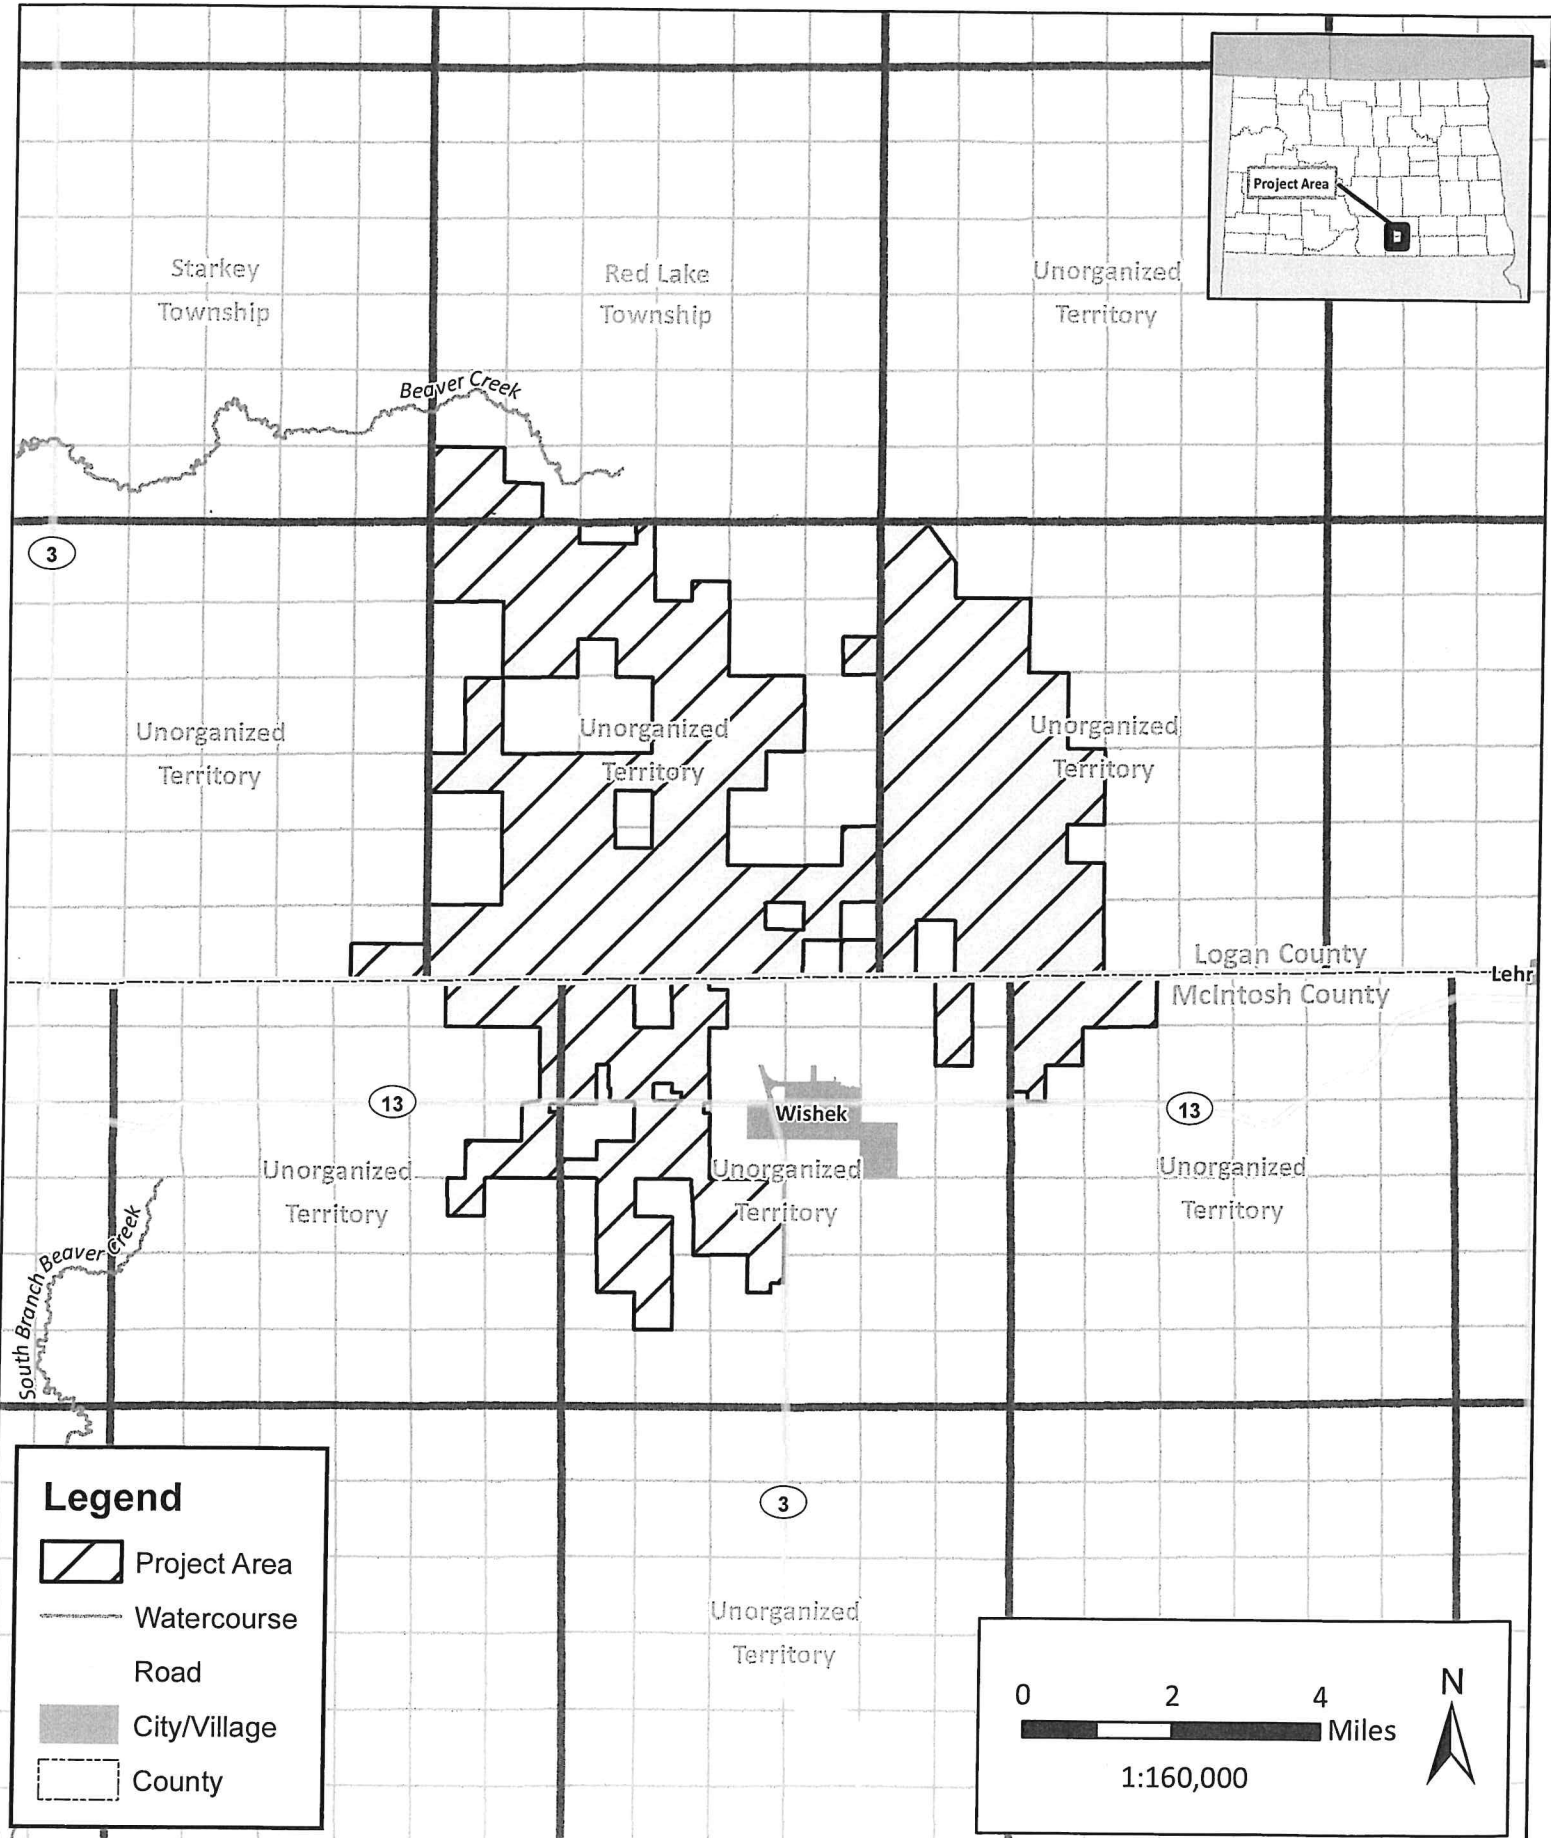 Project Area
Starkey
Township
Red Lake
Township
Unorganized
Territory
Beaver Creek
3
Unorganized
Territory
Unorganized
Territory
Unorganized
Territory
Logan County
Lehr
McIntosh County
13
Wishek
13
Unorganized
Territory
Unorganized
Territory
Unorganized
Territory
South Branch Beaver Creek
3
Unorganized
Territory
Legend
Project Area
Watercourse
Road
City/Village
County
0 2 4
Miles
1:160,000
N